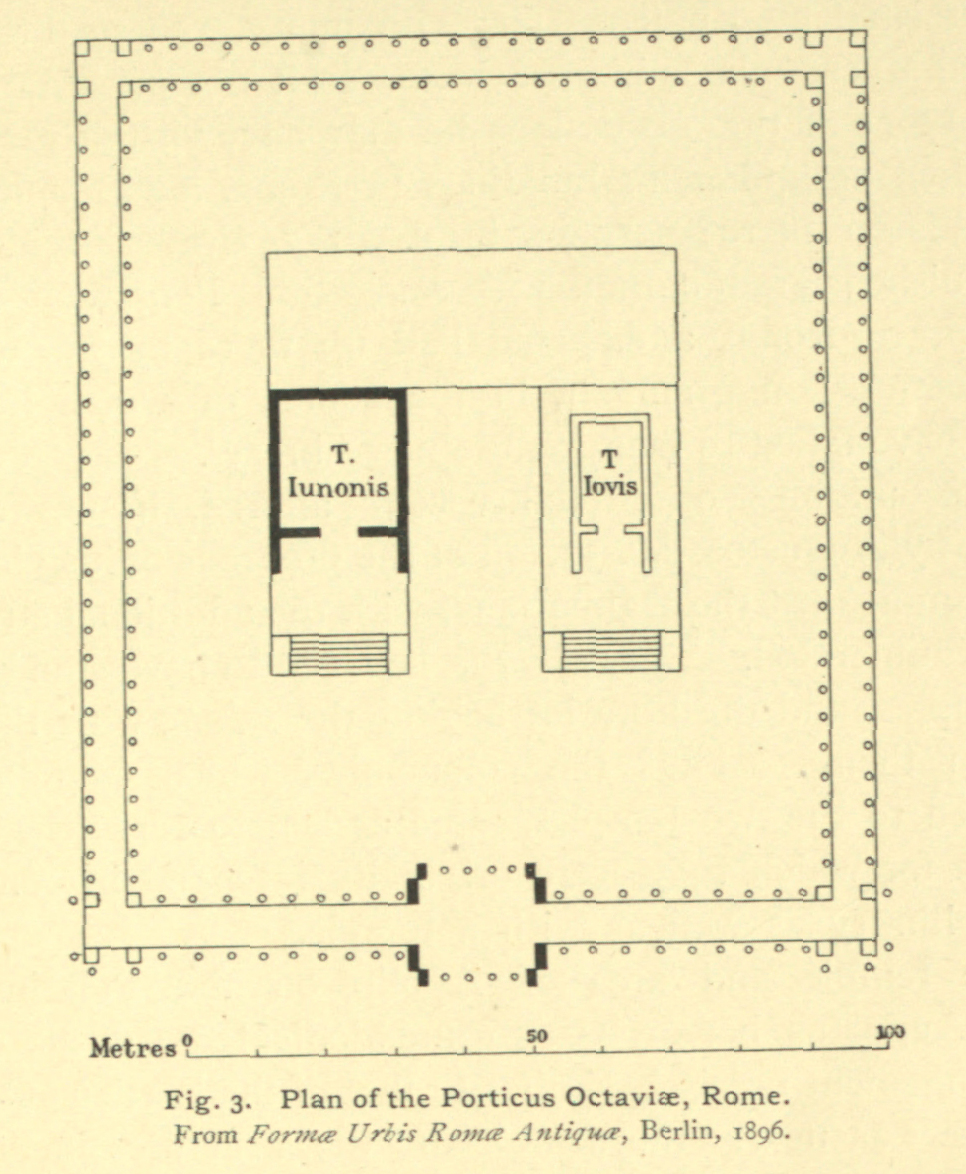 T.
Iunonis
T
Iovis
Metres 0 50 100
Fig. 3. Plan of the Porticus Octaviæ, Rome.
From Formæ Urbis Romæ Antiquæ, Berlin, 1896.